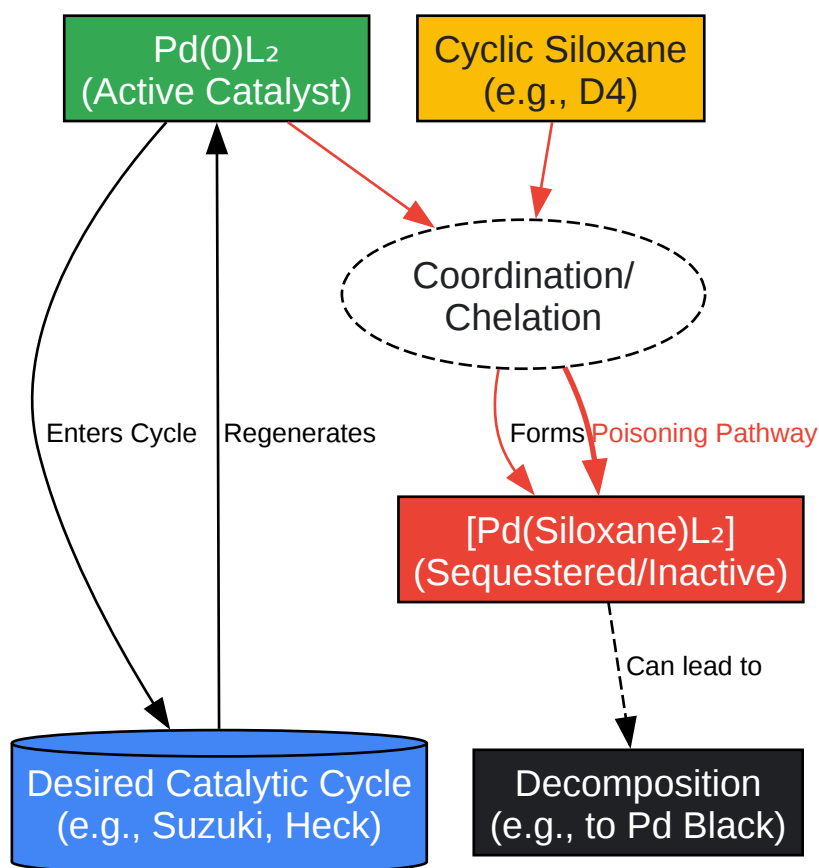 Pd(0)L₂
(Active Catalyst)
Cyclic Siloxane
(e.g., D4)
Coordination/
Chelation
Enters Cycle
Regenerates
Forms
Poisoning Pathway
[Pd(Siloxane)L₂]
(Sequestered/Inactive)
Can lead to
Desired Catalytic Cycle
(e.g., Suzuki, Heck)
Decomposition
(e.g., to Pd Black)